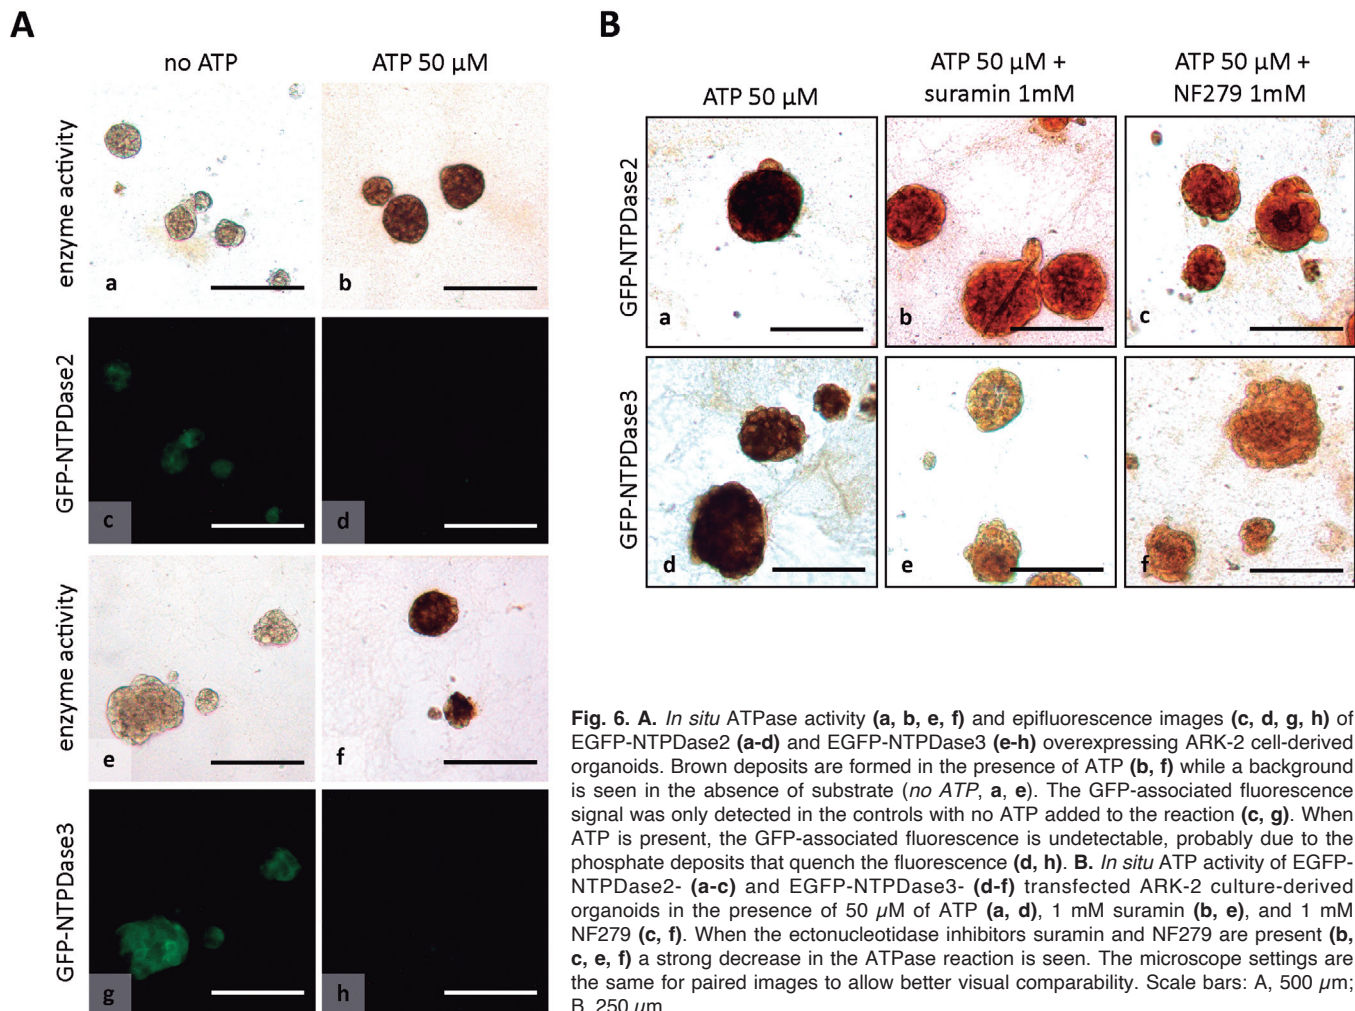 A
no ATP
ATP 50 µM
enzyme activity
a
b
GFP-NTPDase2
c
d
enzyme activity
e
f
GFP-NTPDase3
g
h
B
ATP 50 µM
ATP 50 µM +
suramin 1mM
ATP 50 µM +
NF279 1mM
GFP-NTPDase2
a
b
c
GFP-NTPDase3
d
e
f
Fig. 6. A. In situ ATPase activity (a, b, e, f) and epifluorescence images (c, d, g, h) of
EGFP-NTPDase2 (a-d) and EGFP-NTPDase3 (e-h) overexpressing ARK-2 cell-derived
organoids. Brown deposits are formed in the presence of ATP (b, f) while a background
is seen in the absence of substrate (no ATP, a, e). The GFP-associated fluorescence
signal was only detected in the controls with no ATP added to the reaction (c, g). When
ATP is present, the GFP-associated fluorescence is undetectable, probably due to the
phosphate deposits that quench the fluorescence (d, h). B. In situ ATP activity of EGFP-
NTPDase2- (a-c) and EGFP-NTPDase3- (d-f) transfected ARK-2 culture-derived
organoids in the presence of 50 µM of ATP (a, d), 1 mM suramin (b, e), and 1 mM
NF279 (c, f). When the ectonucleotidase inhibitors suramin and NF279 are present (b,
c, e, f) a strong decrease in the ATPase reaction is seen. The microscope settings are
the same for paired images to allow better visual comparability. Scale bars: A, 500 µm;
B, 250 µm